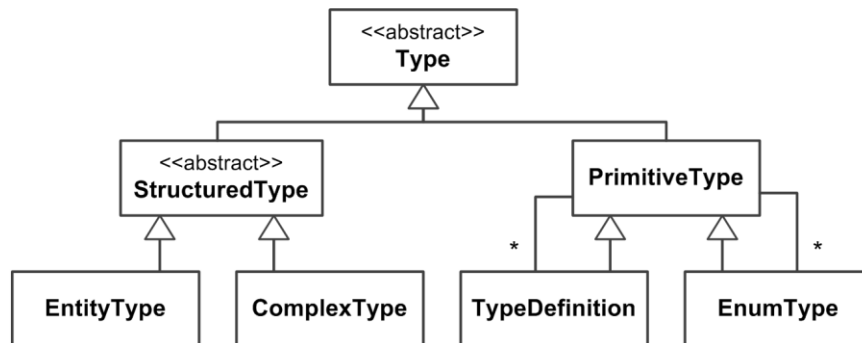 <<abstract>>
Type
<<abstract>>
StructuredType
PrimitiveType
*
*
EntityType
ComplexType
TypeDefinition
EnumType